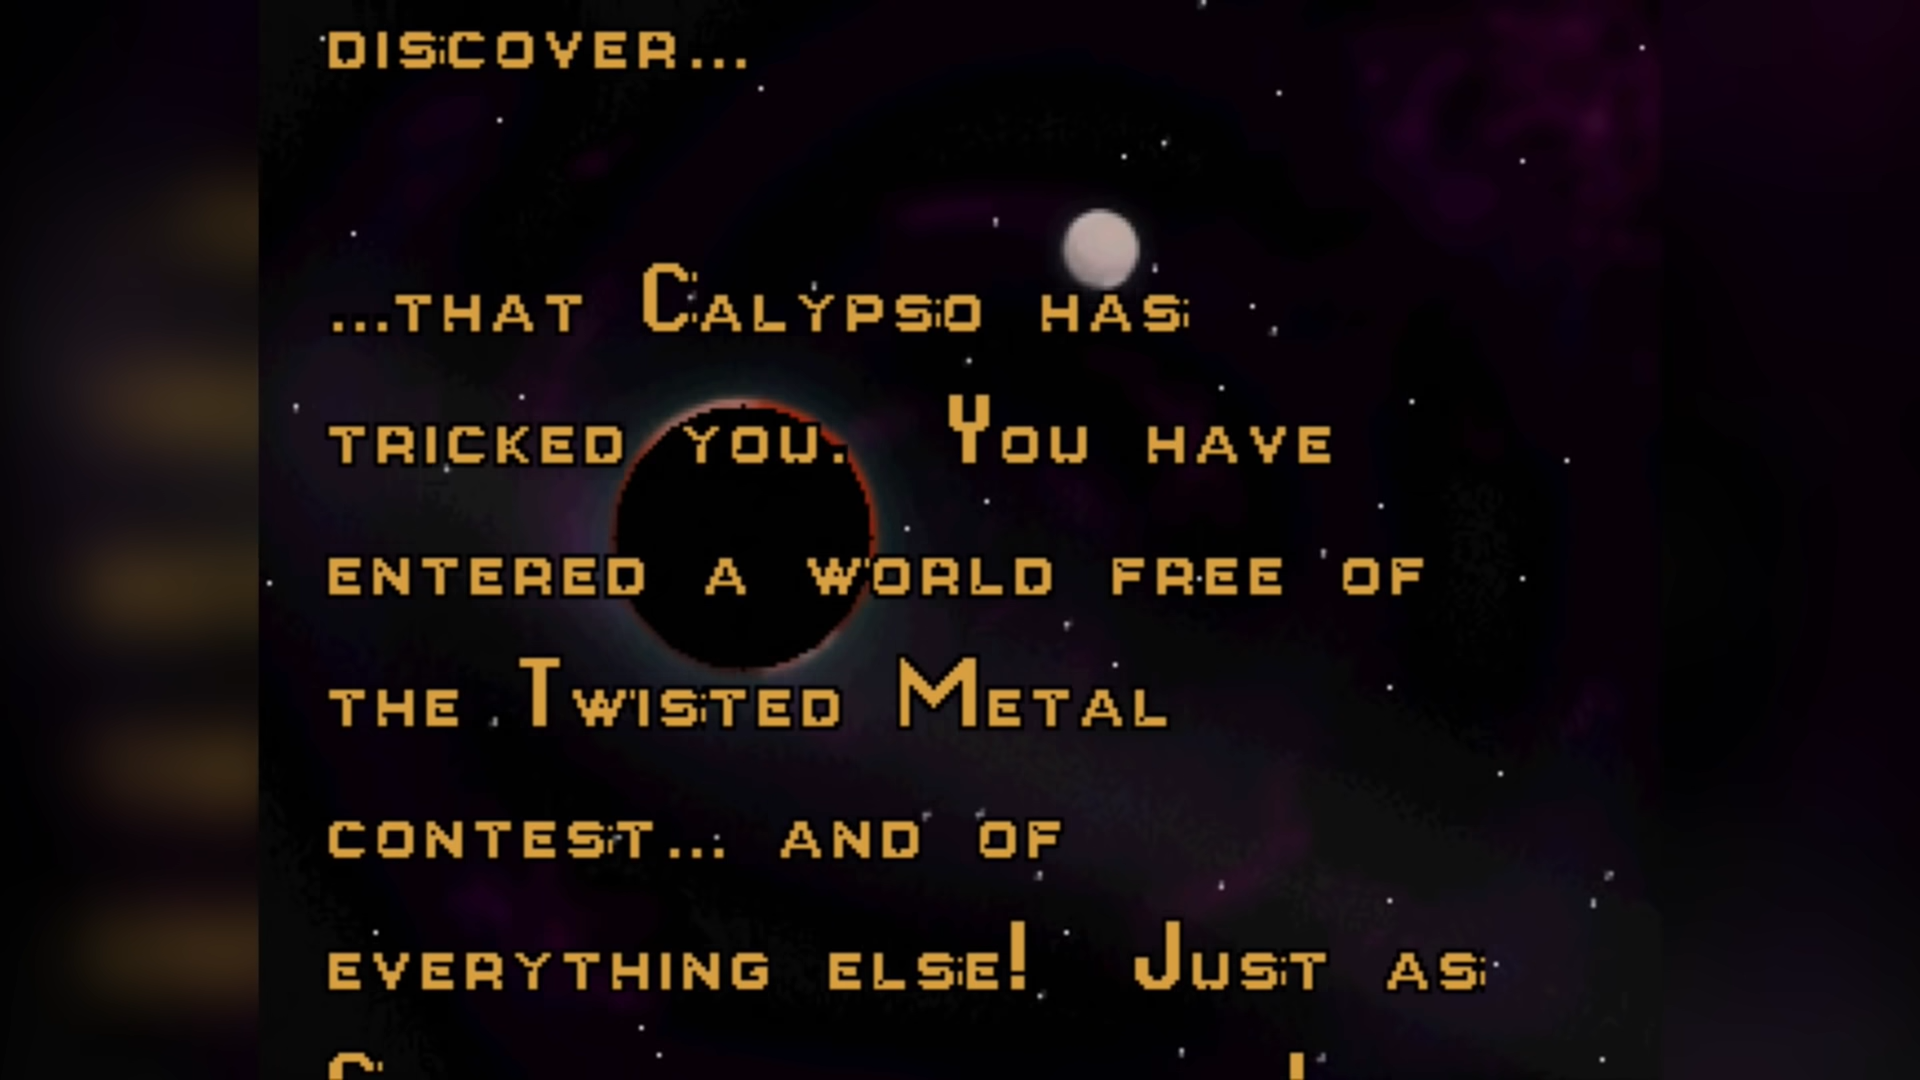 DISCOVER...
...THAT CALYPSO HAS
TRICKED YOU. YOU HAVE
ENTERED A WORLD FREE OF
THE TWISTED METAL
CONTEST... AND OF
EVERYTHING ELSE! JUST AS